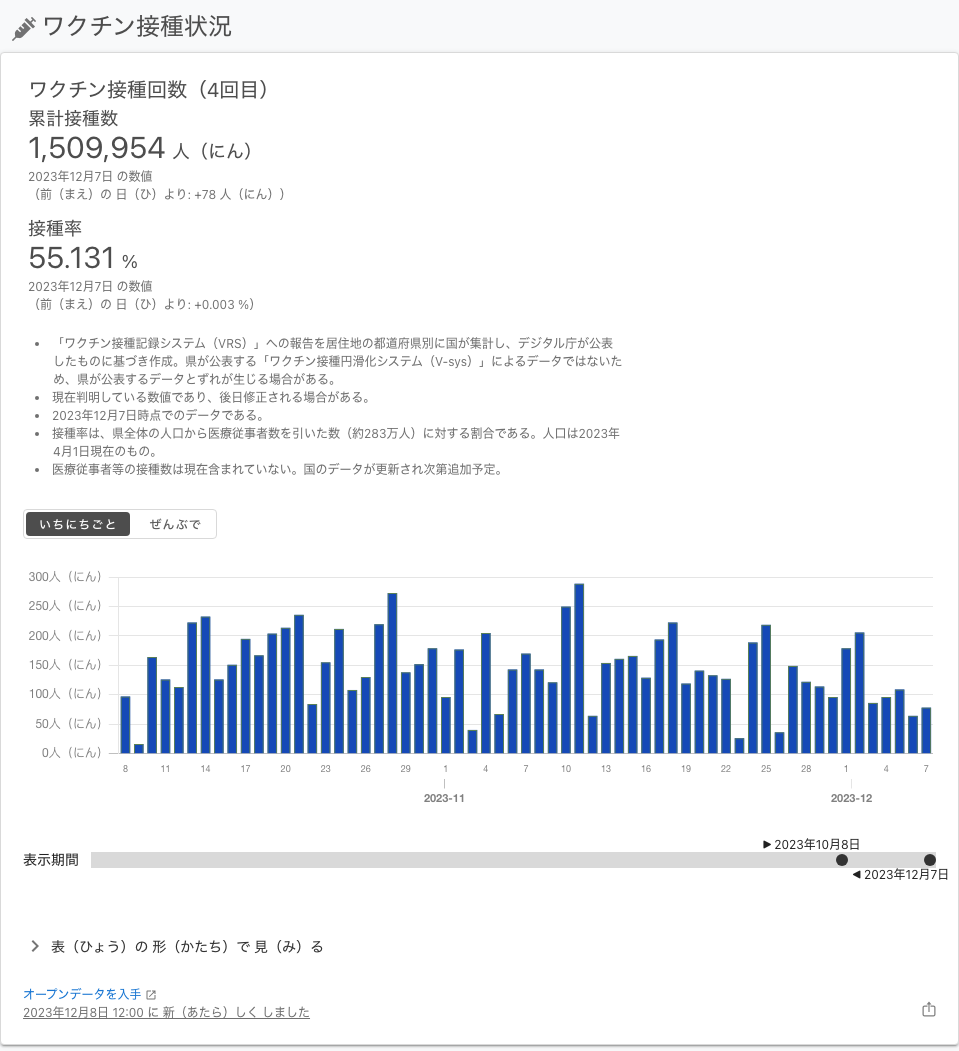 ワクチン接種状況
ワクチン接種回数（4回目）
累計接種数
1,509,954 人（にん）
2023年12月7日 の数値
（前（まえ）の 日（ひ）より: +78 人（にん））
接種率
55.131 %
2023年12月7日 の数値
（前（まえ）の 日（ひ）より: +0.003 %）
• 「ワクチン接種記録システム（VRS）」への報告を居住地の都道府県別に国が集計し、デジタル庁が公表
したものに基づき作成。県が公表する「ワクチン接種円滑化システム（V-sys）」によるデータではないた
め、県が公表するデータとずれが生じる場合がある。
• 現在判明している数値であり、後日修正される場合がある。
• 2023年12月7日時点でのデータである。
• 接種率は、県全体の人口から医療従事者数を引いた数（約283万人）に対する割合である。人口は2023年
4月1日現在のもの。
• 医療従事者等の接種数は現在含まれていない。国のデータが更新され次第追加予定。
いちにちごと ぜんぶで
300人（にん）
250人（にん）
200人（にん）
150人（にん）
100人（にん）
50人（にん）
0人（にん）
8 11 14 17 20 23 26 29 1 4 7 10 13 16 19 22 25 28 1 4 7
2023-11 2023-12
2023年10月8日
表示期間
2023年12月7日
表（ひょう）の 形（かたち）で 見（み）る
オープンデータを入手
2023年12月8日 12:00 に 新（あたら）しく しました